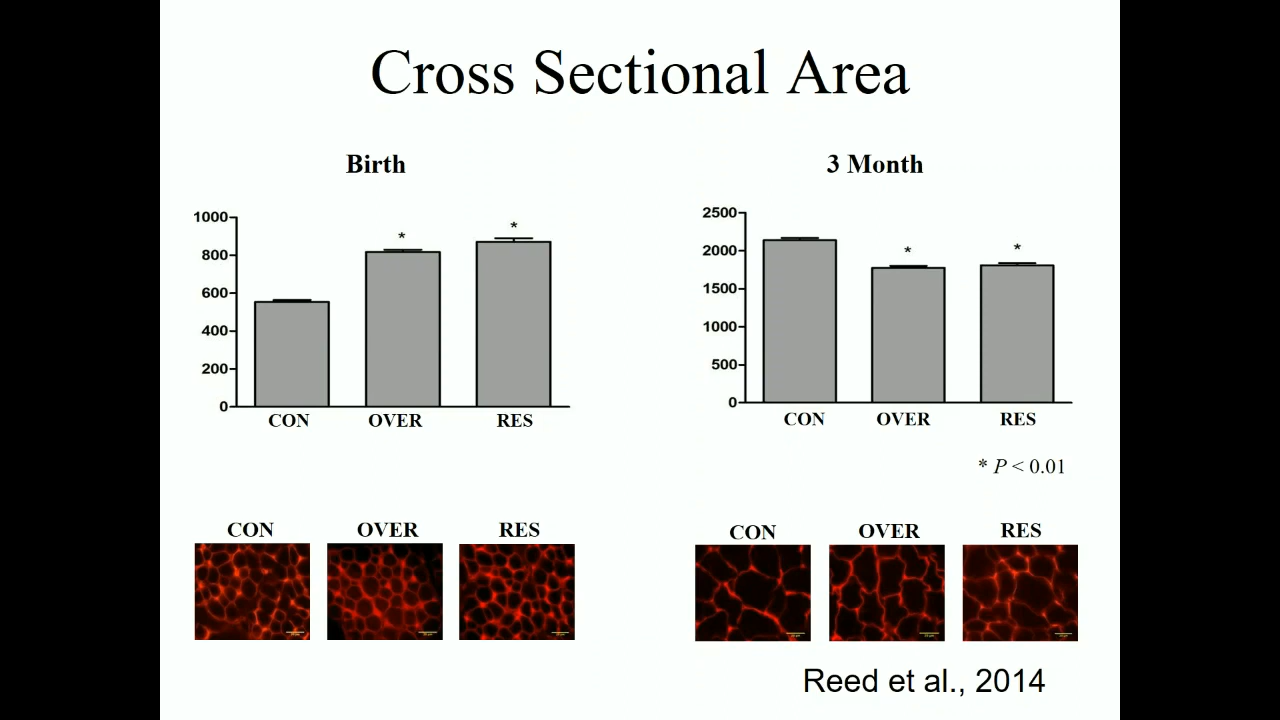 Cross Sectional Area
Birth
1000
800
600
400
200
0
*
*
CON OVER RES
3 Month
2500
2000
1500
1000
500
0
*
*
CON OVER RES
* P < 0.01
CON OVER RES
CON OVER RES
Reed et al., 2014